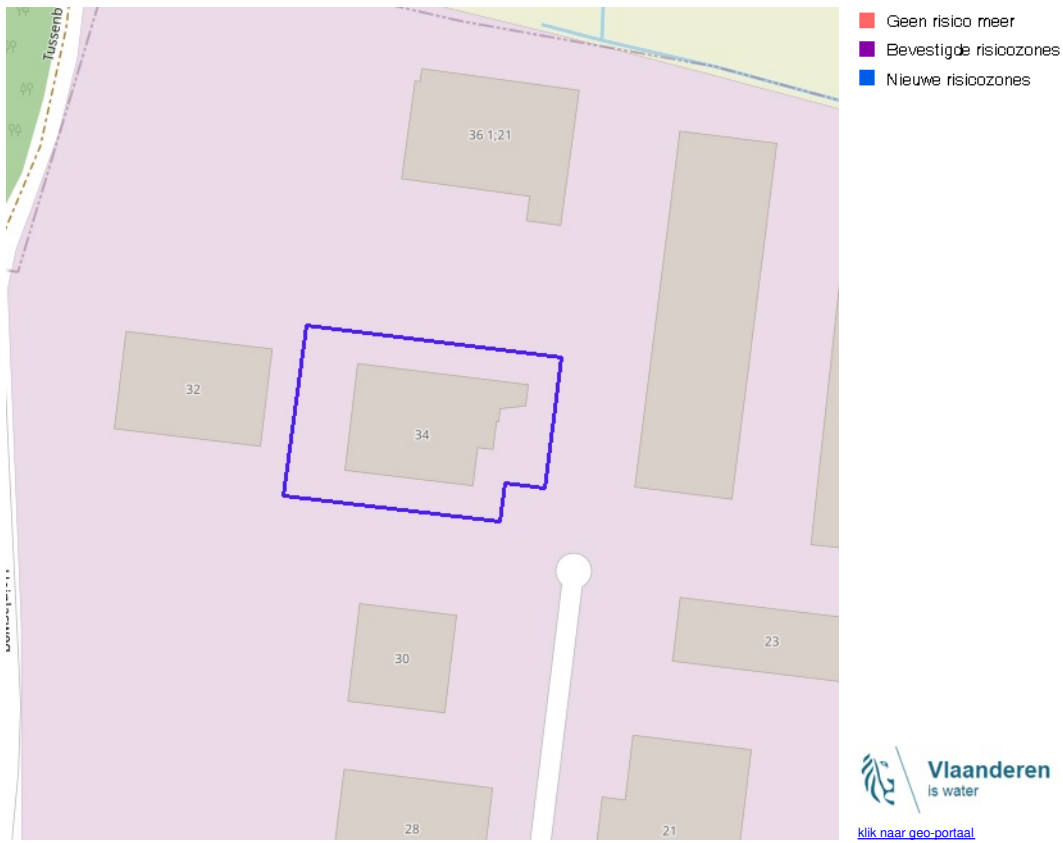 Tussenb
36 1;21
32
34
30
23
28
21
Geen risico meer
Bevestigde risicozones
Nieuwe risicozones
Vlaanderen
is water
klik naar geo-portaal